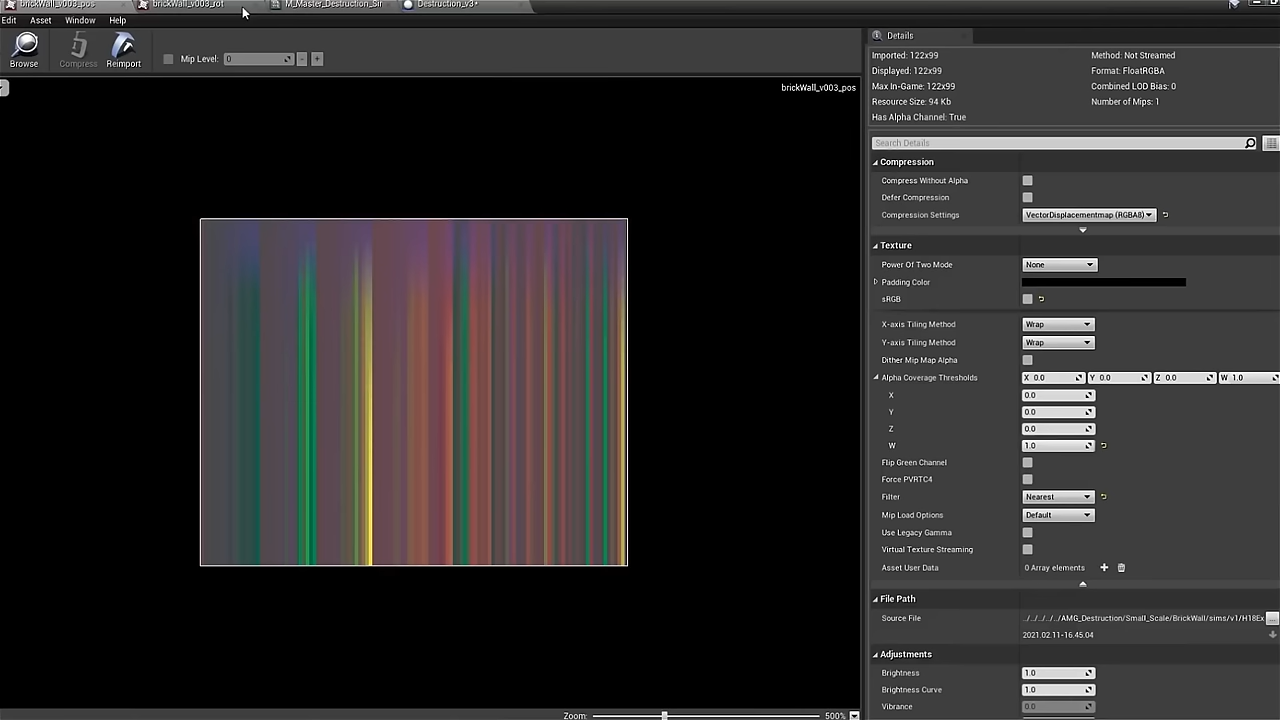 brickWall_v003_pos
brickWall_v003_rot
M_Master_Destruction_Sir
Destruction_v3*
Edit Asset Window Help
Browse
Compress
Reimport
Mip Level: 0 - +
brickWall_v003_pos
Zoom: 500%
Details
Imported: 122x99 Method: Not Streamed
Displayed: 122x99 Format: FloatRGBA
Max In-Game: 122x99 Combined LOD Bias: 0
Resource Size: 94 Kb Number of Mips: 1
Has Alpha Channel: True
Search Details
Compression
Compress Without Alpha
Defer Compression
Compression Settings VectorDisplacementmap (RGBA8)
Texture
Power Of Two Mode None
Padding Color
sRGB
X-axis Tiling Method Wrap
Y-axis Tiling Method Wrap
Dither Mip Map Alpha
Alpha Coverage Thresholds X 0.0 Y 0.0 Z 0.0 W 1.0
X 0.0
Y 0.0
Z 0.0
W 1.0
Flip Green Channel
Force PVRTC4
Filter Nearest
Mip Load Options Default
Use Legacy Gamma
Virtual Texture Streaming
Asset User Data 0 Array elements
File Path
Source File ../../../../../AMG_Destruction/Small_Scale/BrickWall/sims/v1/H18Ex ...
2021.02.11-16.45.04
Adjustments
Brightness 1.0
Brightness Curve 1.0
Vibrance 0.0